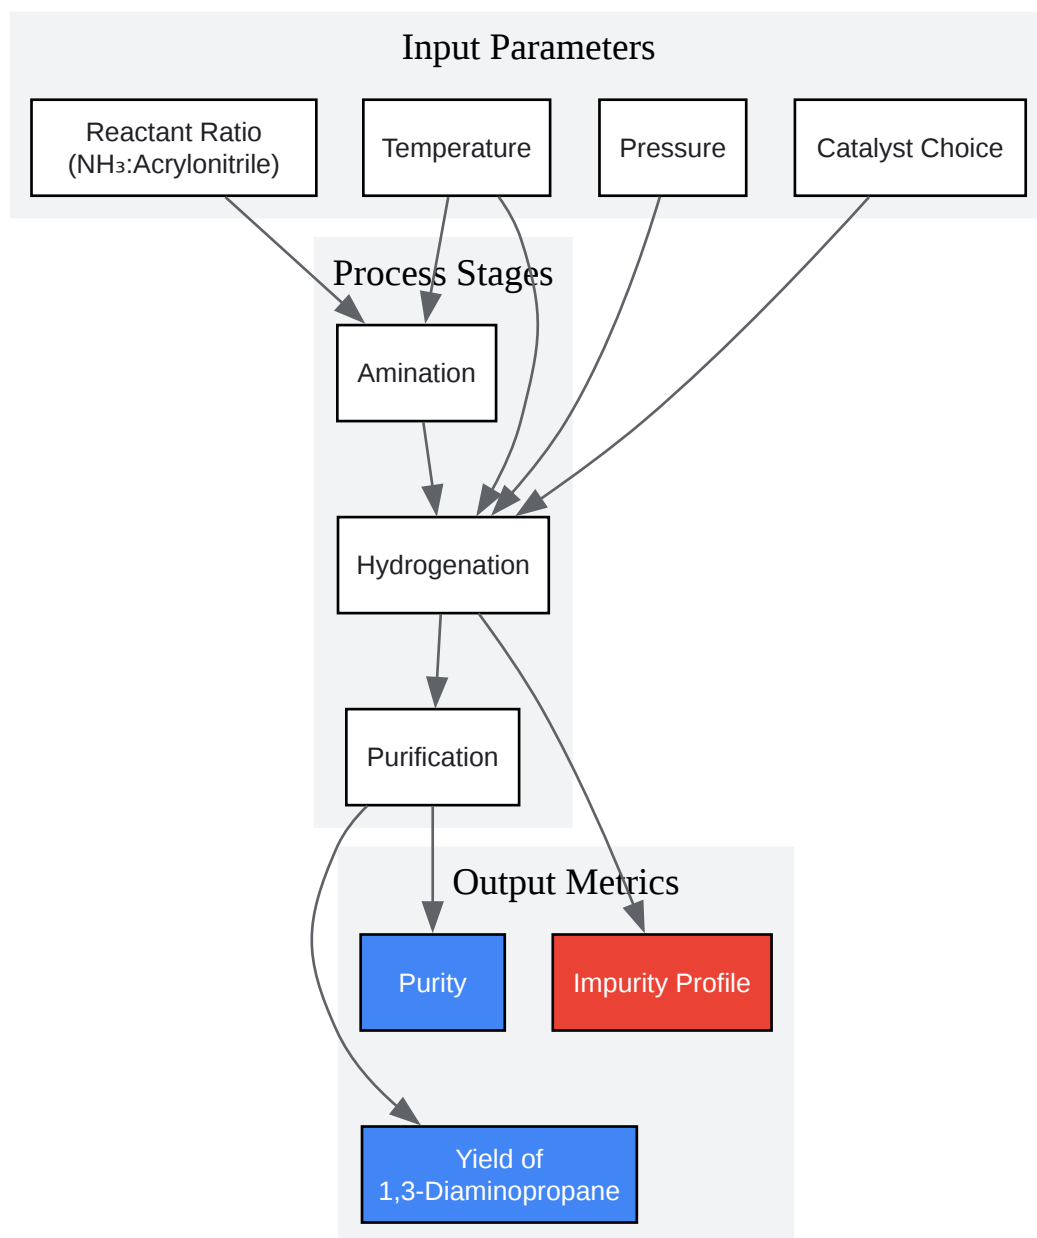 Input Parameters
Reactant Ratio
(NH₃:Acrylonitrile)
Temperature
Pressure
Catalyst Choice
Process Stages
Amination
Hydrogenation
Purification
Output Metrics
Purity
Impurity Profile
Yield of
1,3-Diaminopropane